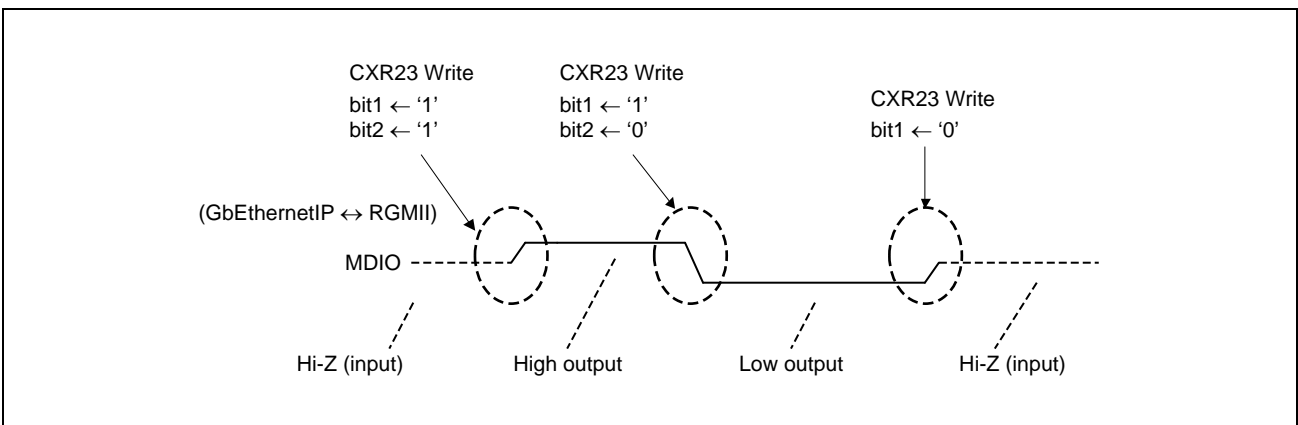 CXR23 Write
bit1 ← ‘1’
bit2 ← ‘1’
CXR23 Write
bit1 ← ‘1’
bit2 ← ‘0’
CXR23 Write
bit1 ← ‘0’
(GbEthernetIP ↔ RGMII)
MDIO
Hi-Z (input)
High output
Low output
Hi-Z (input)